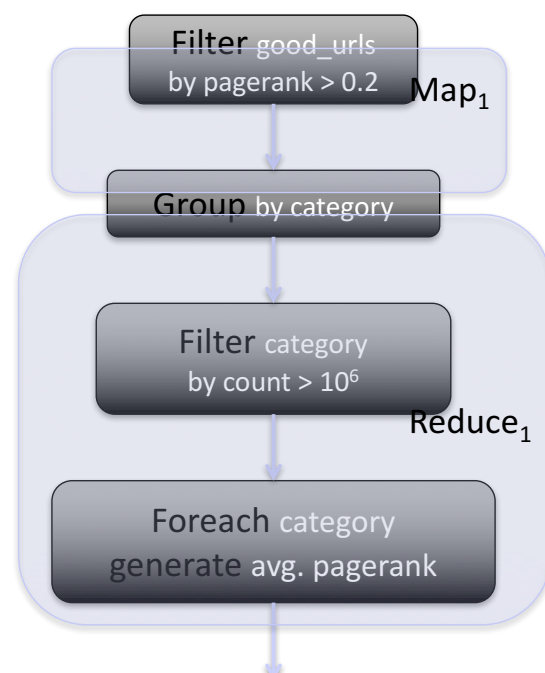 Filter good_urls
by pagerank > 0.2
Map₁
Group by category
Filter category
by count > 10⁶
Reduce₁
Foreach category
generate avg. pagerank